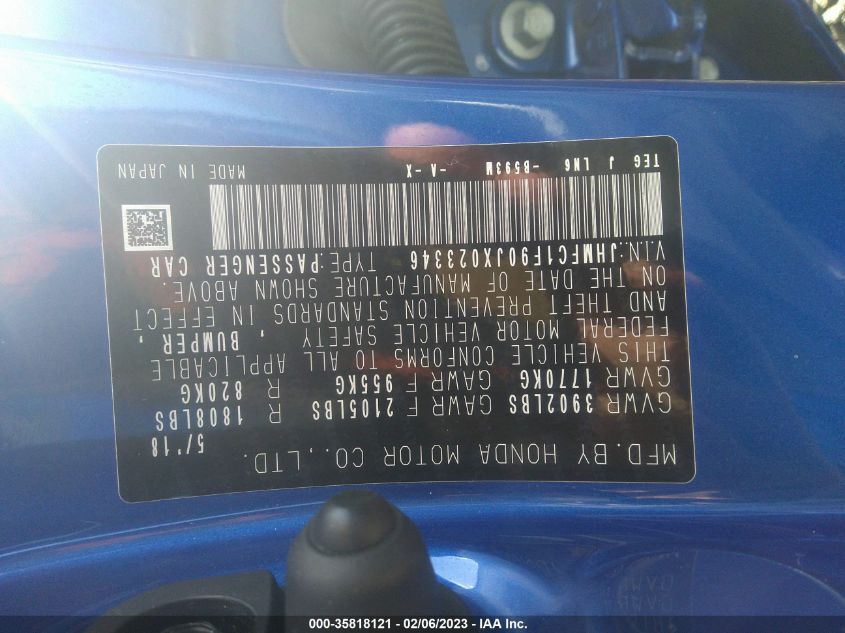 MFD. BY HONDA MOTOR CO., LTD. 5/'18
GVWR 3902LBS GAWR F 2105LBS R 1808LBS
GVWR 1770KG GAWR F 955KG R 820KG
THIS VEHICLE CONFORMS TO ALL APPLICABLE
FEDERAL MOTOR VEHICLE SAFETY, BUMPER,
AND THEFT PREVENTION STANDARDS IN EFFECT
ON THE DATE OF MANUFACTURE SHOWN ABOVE.
V.I.N.:JHMFC1F90JX023346 TYPE:PASSENGER CAR
TEG J LNG -B593M -A-X MADE IN JAPAN
000-35818121 - 02/06/2023 - IAA Inc.